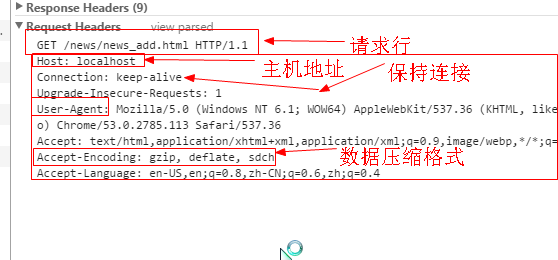 Response Headers (9)
Request Headers view parsed
GET /news/news_add.html HTTP/1.1 请求行
Host: localhost 主机地址
Connection: keep-alive 保持连接
Upgrade-Insecure-Requests: 1
User-Agent: Mozilla/5.0 (Windows NT 6.1; WOW64) AppleWebKit/537.36 (KHTML, like
o) Chrome/53.0.2785.113 Safari/537.36
Accept: text/html,application/xhtml+xml,application/xml;q=0.9,image/webp,*/*;q=
Accept-Encoding: gzip, deflate, sdch 数据压缩格式
Accept-Language: en-US,en;q=0.8,zh-CN;q=0.6,zh;q=0.4